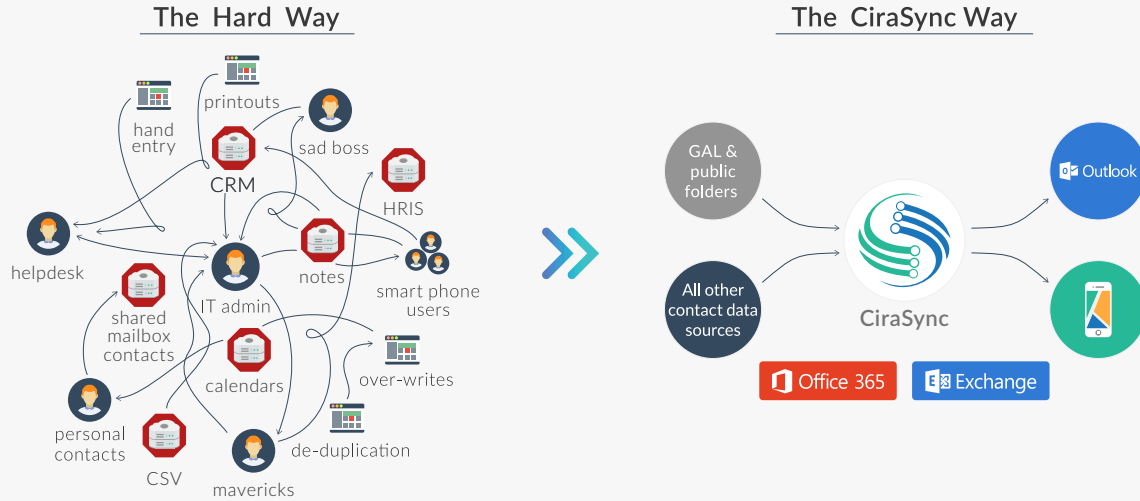 The Hard Way
printouts
hand
entry
sad boss
CRM
HRIS
helpdesk
IT admin
notes
smart phone
users
shared
mailbox
contacts
calendars
over-writes
personal
contacts
CSV
de-duplication
mavericks
The CiraSync Way
GAL &
public
folders
Outlook
All other
contact data
sources
CiraSync
Office 365
Exchange